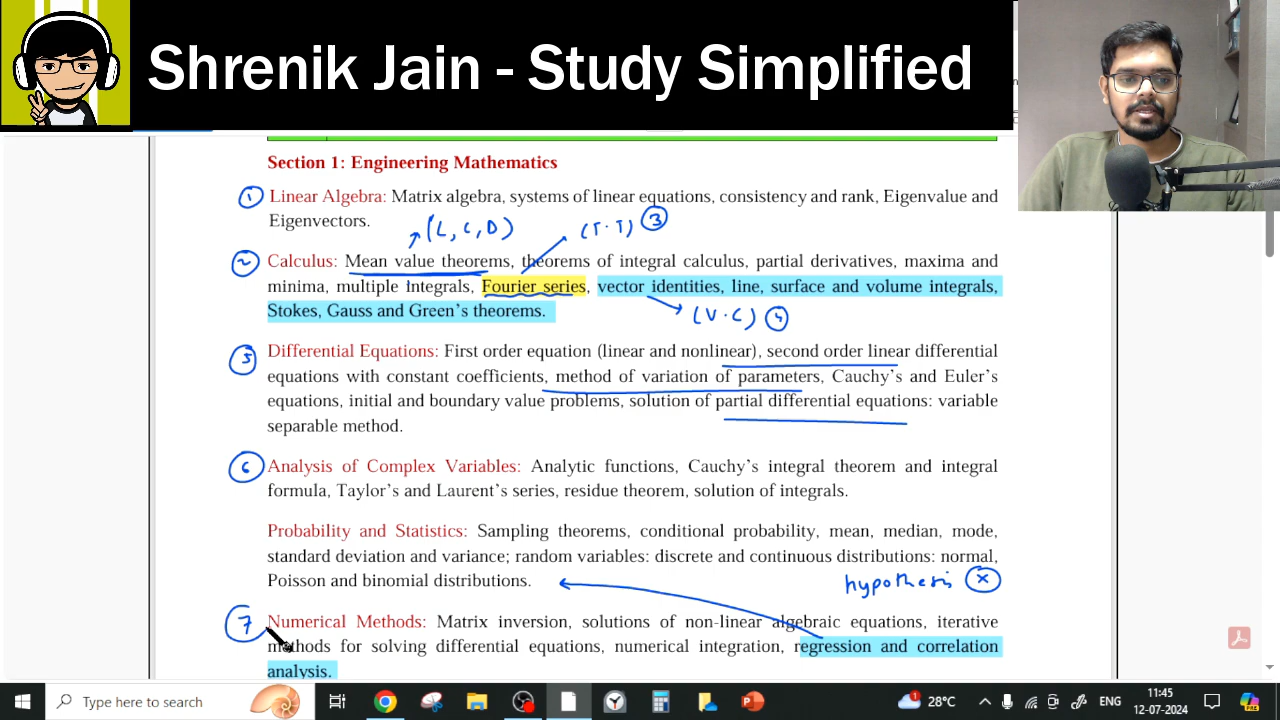 Shrenik Jain - Study Simplified
Section 1: Engineering Mathematics
① Linear Algebra: Matrix algebra, systems of linear equations, consistency and rank, Eigenvalue and
Eigenvectors.
(L, C, D)
(T.T) ③
② Calculus: Mean value theorems, theorems of integral calculus, partial derivatives, maxima and
minima, multiple integrals, Fourier series, vector identities, line, surface and volume integrals,
Stokes, Gauss and Green's theorems.
(V.C) ④
⑤ Differential Equations: First order equation (linear and nonlinear), second order linear differential
equations with constant coefficients, method of variation of parameters, Cauchy's and Euler's
equations, initial and boundary value problems, solution of partial differential equations: variable
separable method.
⑥ Analysis of Complex Variables: Analytic functions, Cauchy's integral theorem and integral
formula, Taylor's and Laurent's series, residue theorem, solution of integrals.
Probability and Statistics: Sampling theorems, conditional probability, mean, median, mode,
standard deviation and variance; random variables: discrete and continuous distributions: normal,
Poisson and binomial distributions.
hypothesis ⓧ
⑦ Numerical Methods: Matrix inversion, solutions of non-linear algebraic equations, iterative
methods for solving differential equations, numerical integration, regression and correlation
analysis.
Type here to search
1
28°C
ENG
11:45
12-07-2024